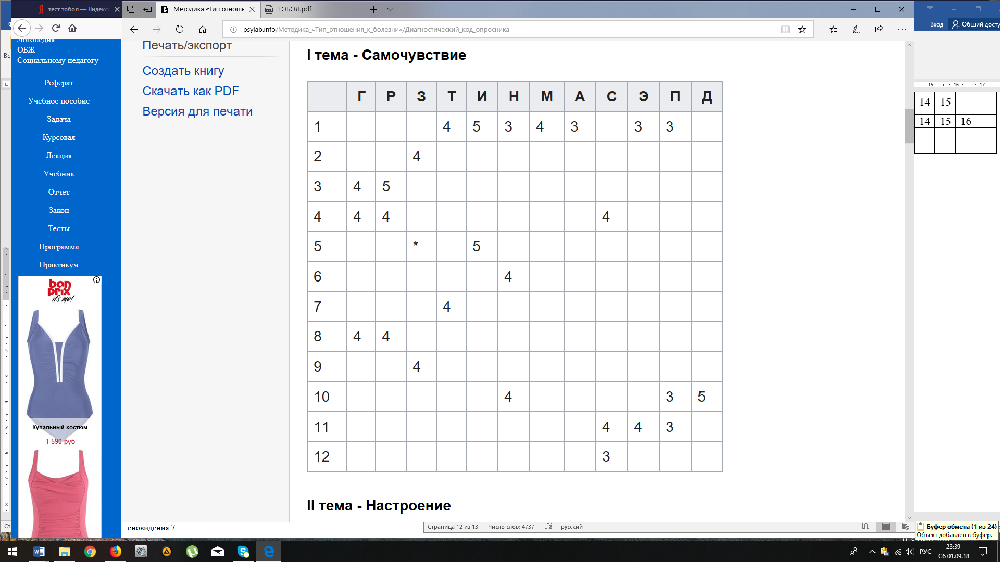 тест тобол — Яндекс
Методика «Тип отноше
ТОБОЛ.pdf
Вход
Общий досту
psylab.info/Методика_«Тип_отношения_к_болезни»/Диагностический_код_опросника
Логопедия
ОБЖ
Социальному педагогу
Реферат
Учебное пособие
Задача
Курсовая
Лекция
Учебник
Отчет
Закон
Тесты
Программа
Практикум
bon
prix
it's me!
Купальный костюм
1 590 руб
Печать/экспорт
Создать книгу
Скачать как PDF
Версия для печати
I тема - Самочувствие
Г Р З Т И Н М А С Э П Д
1 4 5 3 4 3 3 3
2 4
3 4 5
4 4 4 4
5 * 5
6 4
7 4
8 4 4
9 4
10 4 3 5
11 4 4 3
12 3
II тема - Настроение
15 16 17
14 15
14 15 16
сновидения 7
Страница 12 из 13 Число слов: 4737 русский
Буфер обмена (1 из 24)
Объект добавлен в буфер.
РУС
23:39
Сб 01.09.18